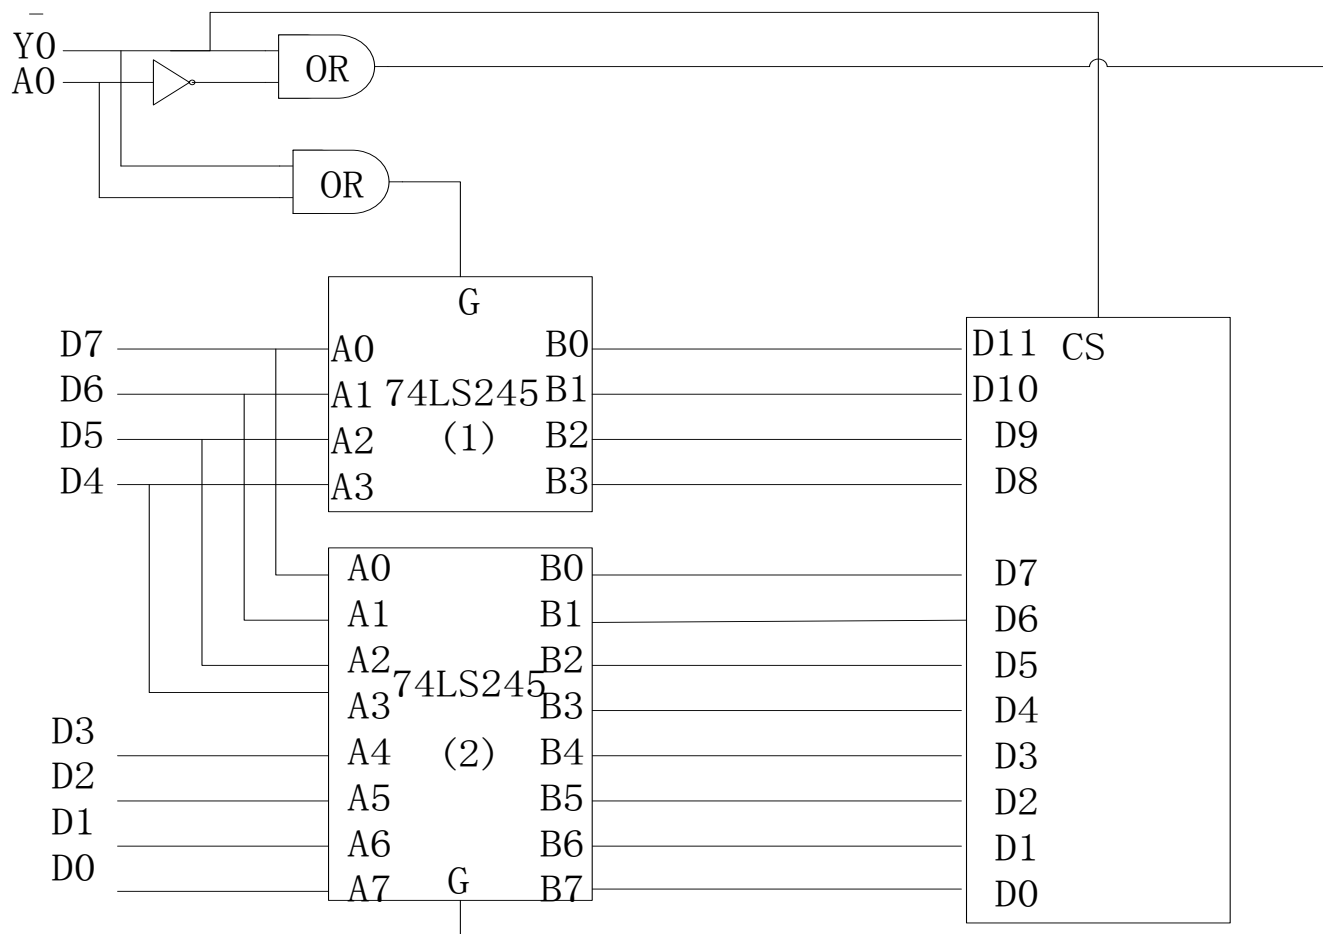 Y0
A0
OR
OR
G
D7 A0 B0 D11 CS
D6 A1 74LS245 B1 D10
D5 A2 (1) B2 D9
D4 A3 B3 D8
A0 B0 D7
A1 B1 D6
A2 B2 D5
74LS245
A3 B3 D4
D3 A4 (2) B4 D3
D2 A5 B5 D2
D1 A6 B6 D1
D0 A7 G B7 D0